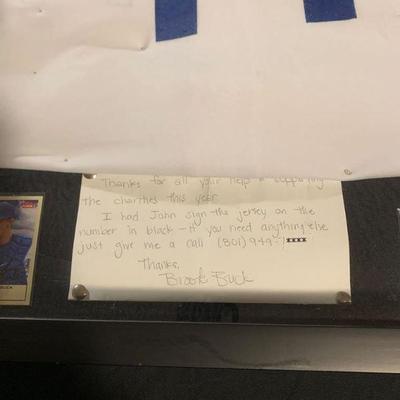 Thanks for all your help supporting
the charities this year.
I had John sign the jersey on the
number in black - If you need anything else
just give me a call (801) 949-
Thanks,
Brook Buck
BUCK